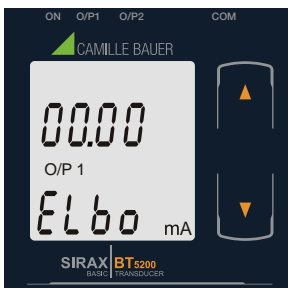 ON O/P1 O/P2 COM
CAMILLE BAUER
00.00
O/P 1
ELbo mA
SIRAX BT5200
BASIC TRANSDUCER